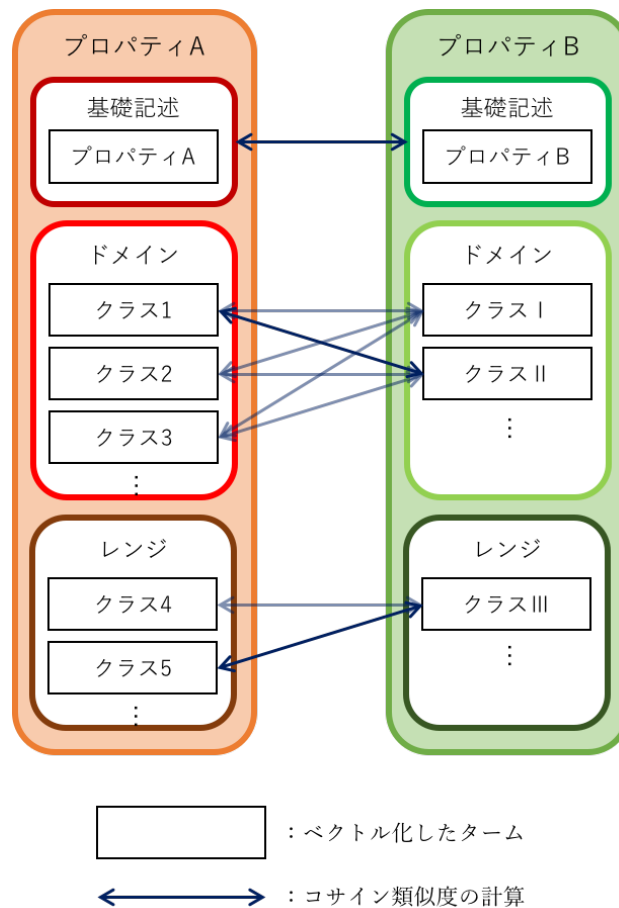 プロパティA
基礎記述
プロパティA
ドメイン
クラス1
クラス2
クラス3
⋮
レンジ
クラス4
クラス5
⋮
プロパティB
基礎記述
プロパティB
ドメイン
クラスⅠ
クラスⅡ
⋮
レンジ
クラスⅢ
⋮
：ベクトル化したターム
：コサイン類似度の計算